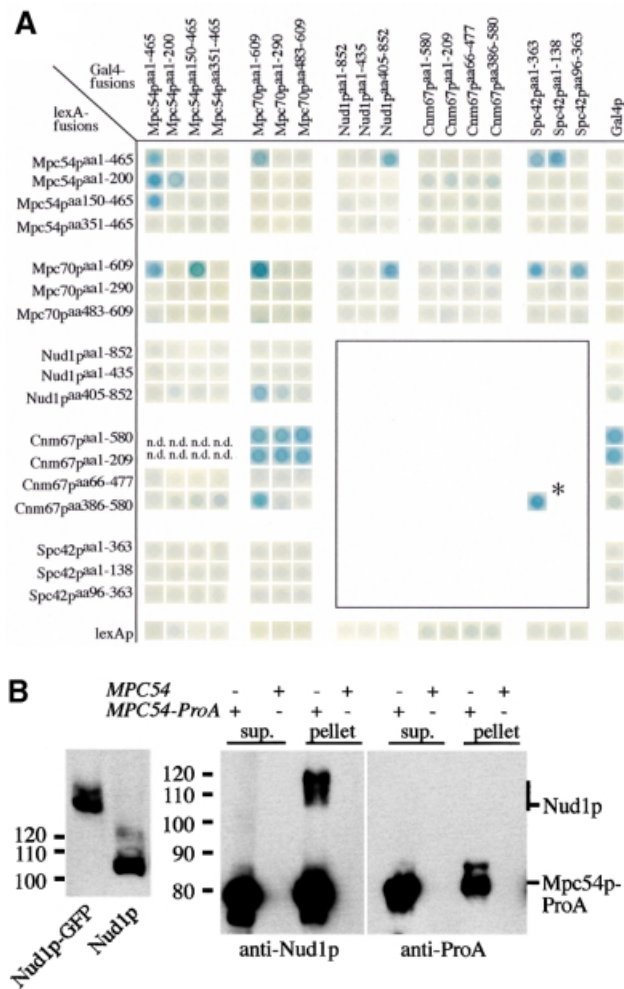 A
Gal4-
fusions
lexA-
fusions
Mpc54paa1-465
Mpc54paa1-200
Mpc54paa150-465
Mpc54paa351-465
Mpc70paa1-609
Mpc70paa1-290
Mpc70paa483-609
Nud1paa1-852
Nud1paa1-435
Nud1paa405-852
Cnm67paa1-580
Cnm67paa1-209
Cnm67paa66-477
Cnm67paa386-580
Spc42paa1-363
Spc42paa1-138
Spc42paa96-363
Gal4p
Mpc54paa1-465
Mpc54paa1-200
Mpc54paa150-465
Mpc54paa351-465
Mpc70paa1-609
Mpc70paa1-290
Mpc70paa483-609
Nud1paa1-852
Nud1paa1-435
Nud1paa405-852
Cnm67paa1-580 n.d. n.d. n.d. n.d.
Cnm67paa1-209 n.d. n.d. n.d. n.d.
Cnm67paa66-477
Cnm67paa386-580 *
Spc42paa1-363
Spc42paa1-138
Spc42paa96-363
lexAp
B
MPC54 - + - + - + - +
MPC54-ProA + - + - + - + -
sup. pellet sup. pellet
120
110
100
Nud1p-GFP
Nud1p
120
110
100
90
80
Nud1p
Mpc54p-
ProA
anti-Nud1p anti-ProA